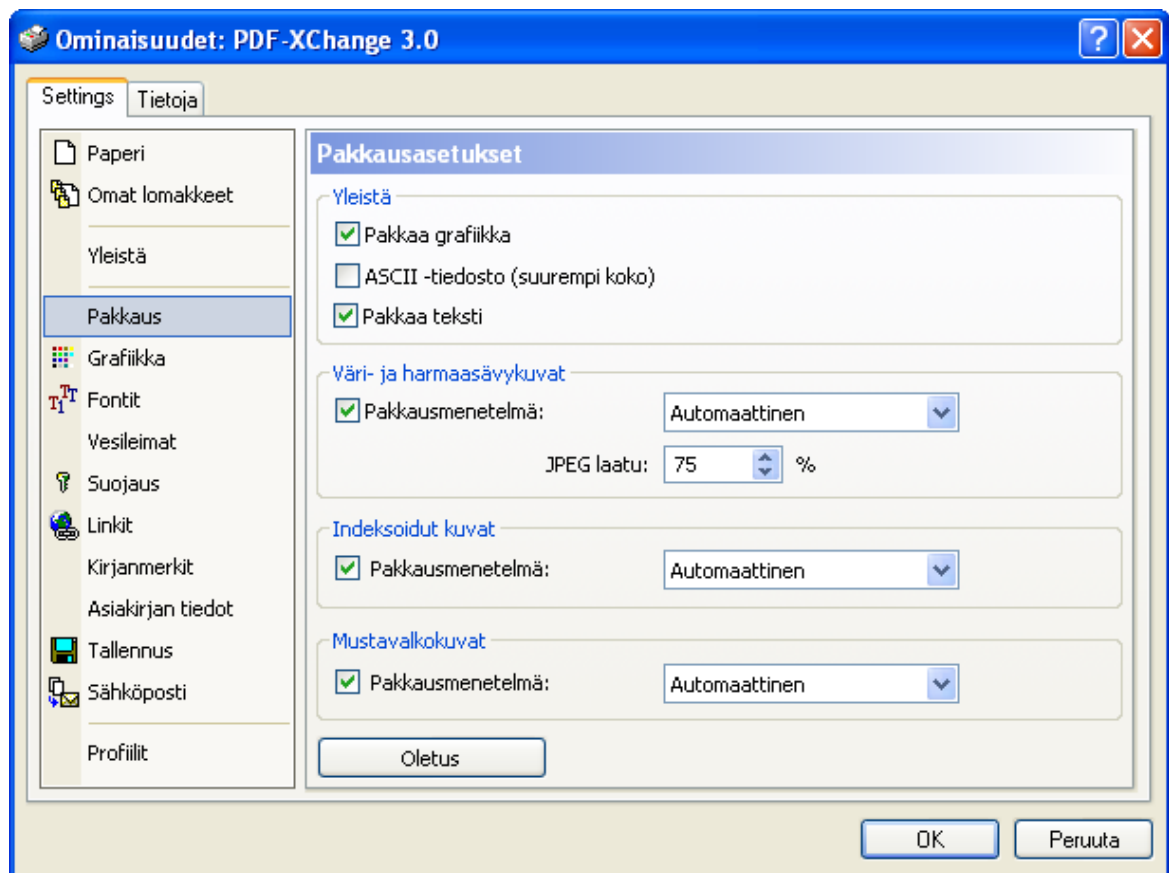 Ominaisuudet: PDF-XChange 3.0
Settings
Tietoja
Paperi
Omat lomakkeet
Yleistä
Pakkaus
Grafiikka
Fontit
Vesileimat
Suojaus
Linkit
Kirjanmerkit
Asiakirjan tiedot
Tallennus
Sähköposti
Profiilit
Pakkausasetukset
Yleistä
Pakkaa grafiikka
ASCII -tiedosto (suurempi koko)
Pakkaa teksti
Väri- ja harmaasävykuvat
Pakkausmenetelmä: Automaattinen
JPEG laatu: 75 %
Indeksoidut kuvat
Pakkausmenetelmä: Automaattinen
Mustavalkokuvat
Pakkausmenetelmä: Automaattinen
Oletus
OK Peruuta